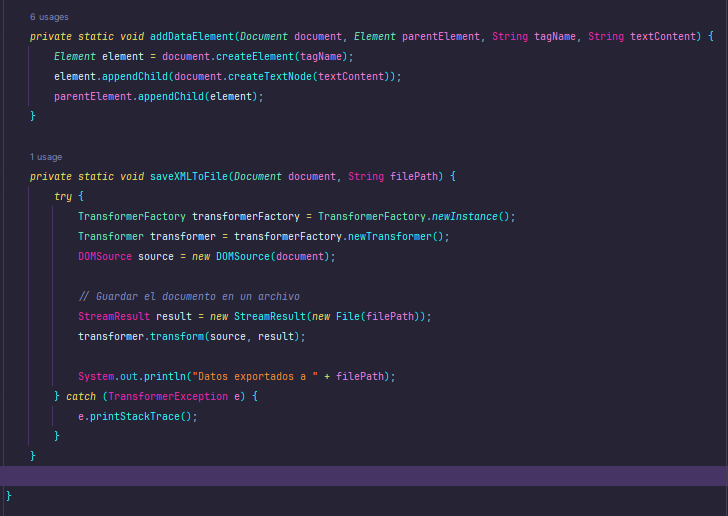 6 usages
private static void addDataElement(Document document, Element parentElement, String tagName, String textContent) {
    Element element = document.createElement(tagName);
    element.appendChild(document.createTextNode(textContent));
    parentElement.appendChild(element);
}
1 usage
private static void saveXMLToFile(Document document, String filePath) {
    try {
        TransformerFactory transformerFactory = TransformerFactory.newInstance();
        Transformer transformer = transformerFactory.newTransformer();
        DOMSource source = new DOMSource(document);
        // Guardar el documento en un archivo
        StreamResult result = new StreamResult(new File(filePath));
        transformer.transform(source, result);
        System.out.println("Datos exportados a " + filePath);
    } catch (TransformerException e) {
        e.printStackTrace();
    }
}
}